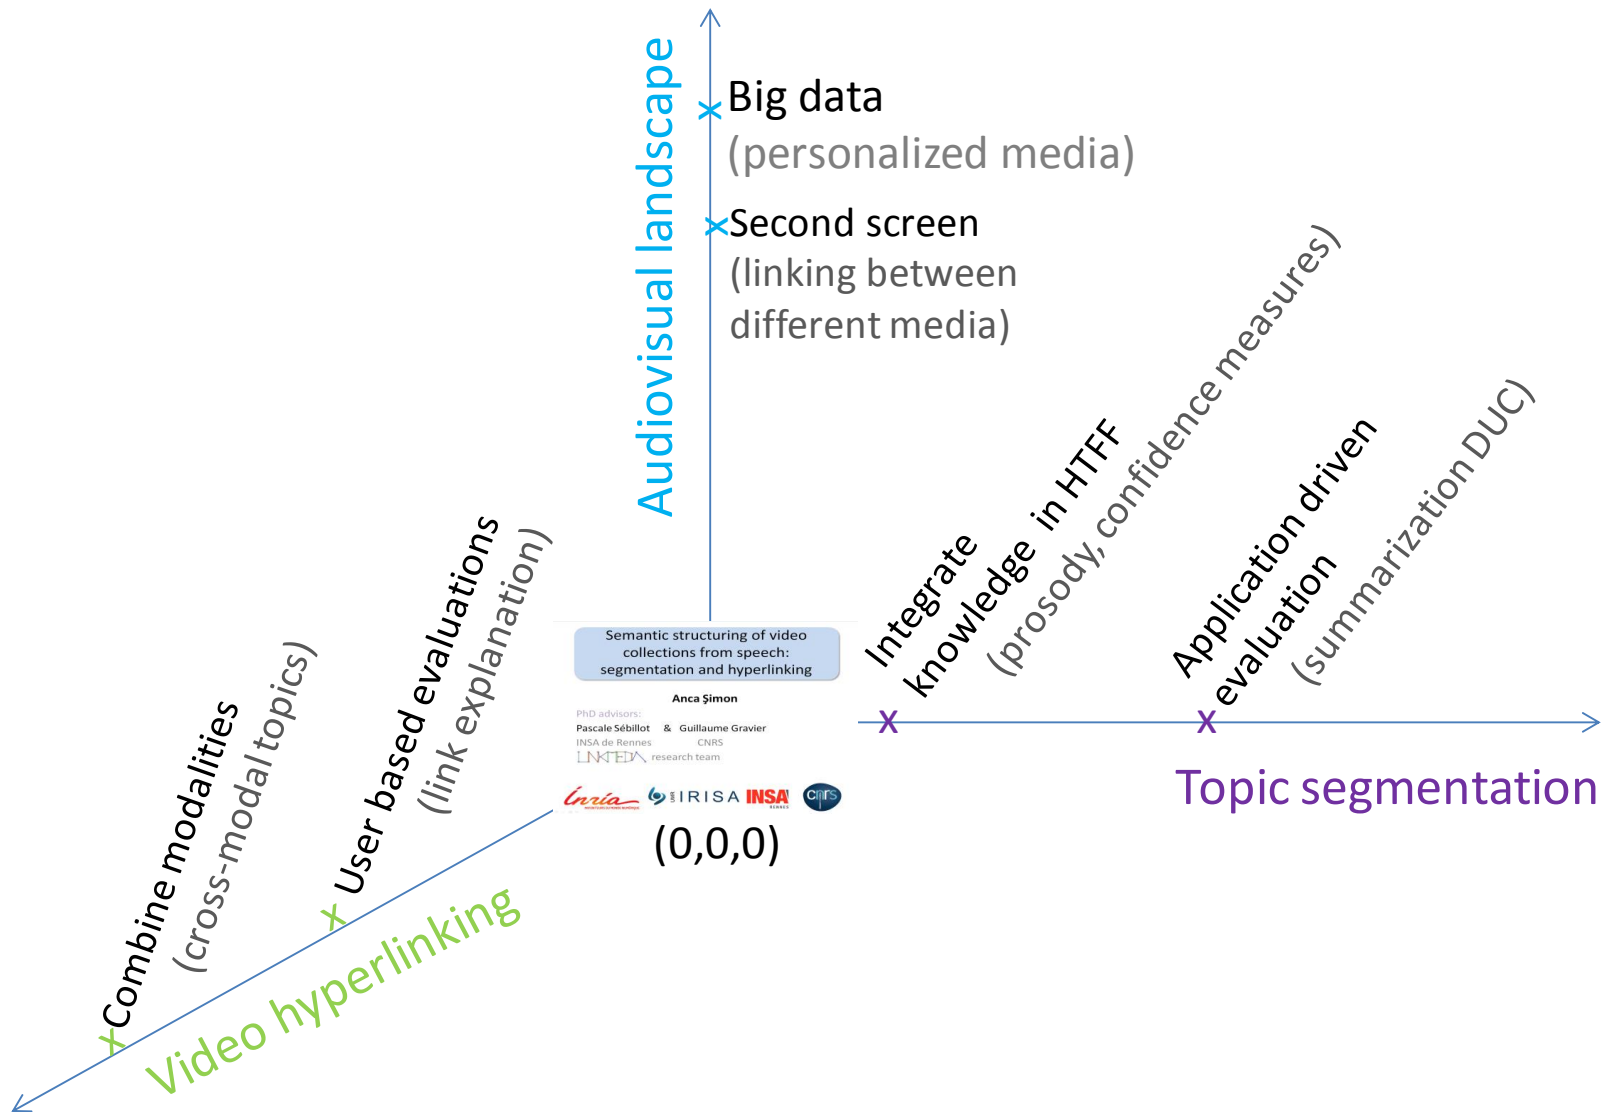 Audiovisual landscape
Big data
(personalized media)
Second screen
(linking between
different media)
Integrate
knowledge in HTFF
(prosody, confidence measures)
Application driven
evaluation
(summarization DUC)
Topic segmentation
User based evaluations
(link explanation)
Combine modalities
(cross-modal topics)
Video hyperlinking
Semantic structuring of video
collections from speech:
segmentation and hyperlinking
Anca Şimon
PhD advisors:
Pascale Sébillot & Guillaume Gravier
INSA de Rennes CNRS
LINKMEDIA research team
Inria IRISA INSA RENNES cnrs
(0,0,0)